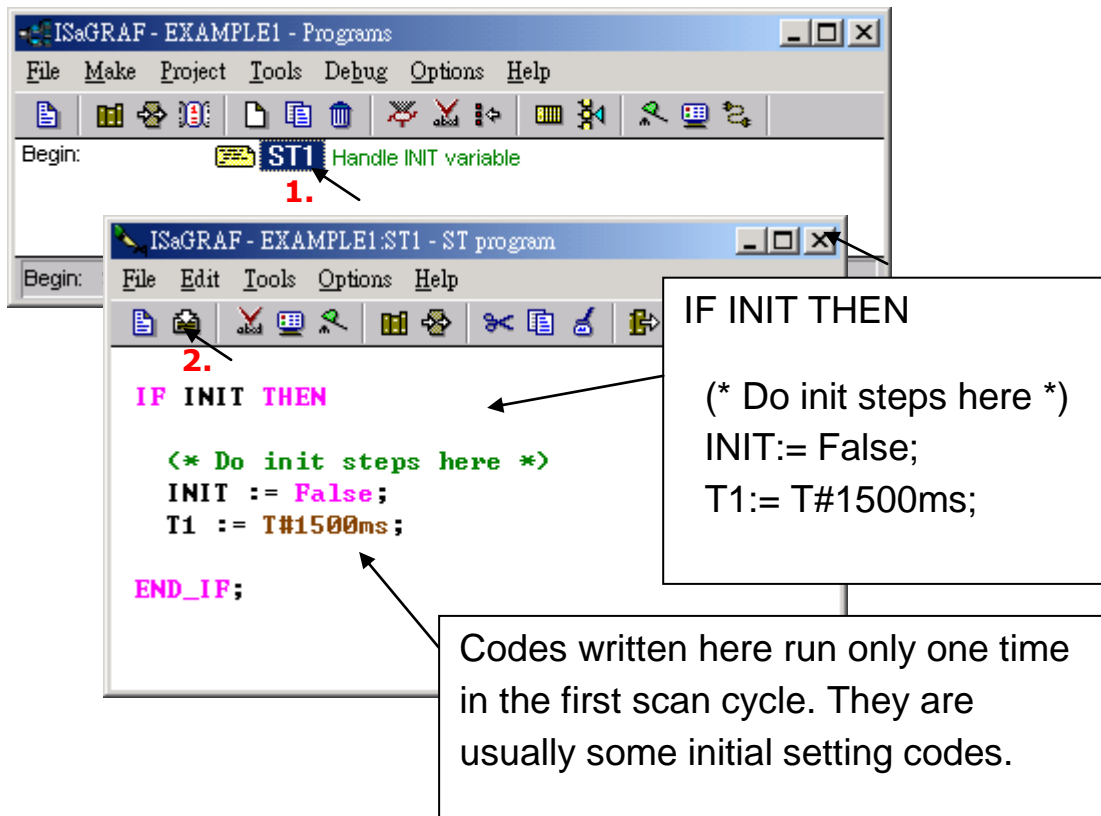 ISaGRAF - EXAMPLE1 - Programs
File Make Project Tools Debug Options Help
Begin:
ST1 Handle INIT variable
1.
ISaGRAF - EXAMPLE1:ST1 - ST program
Begin:
File Edit Tools Options Help
2.
IF INIT THEN
(* Do init steps here *)
INIT := False;
T1 := T#1500ms;
END_IF;
IF INIT THEN
(* Do init steps here *)
INIT:= False;
T1:= T#1500ms;
Codes written here run only one time
in the first scan cycle. They are
usually some initial setting codes.